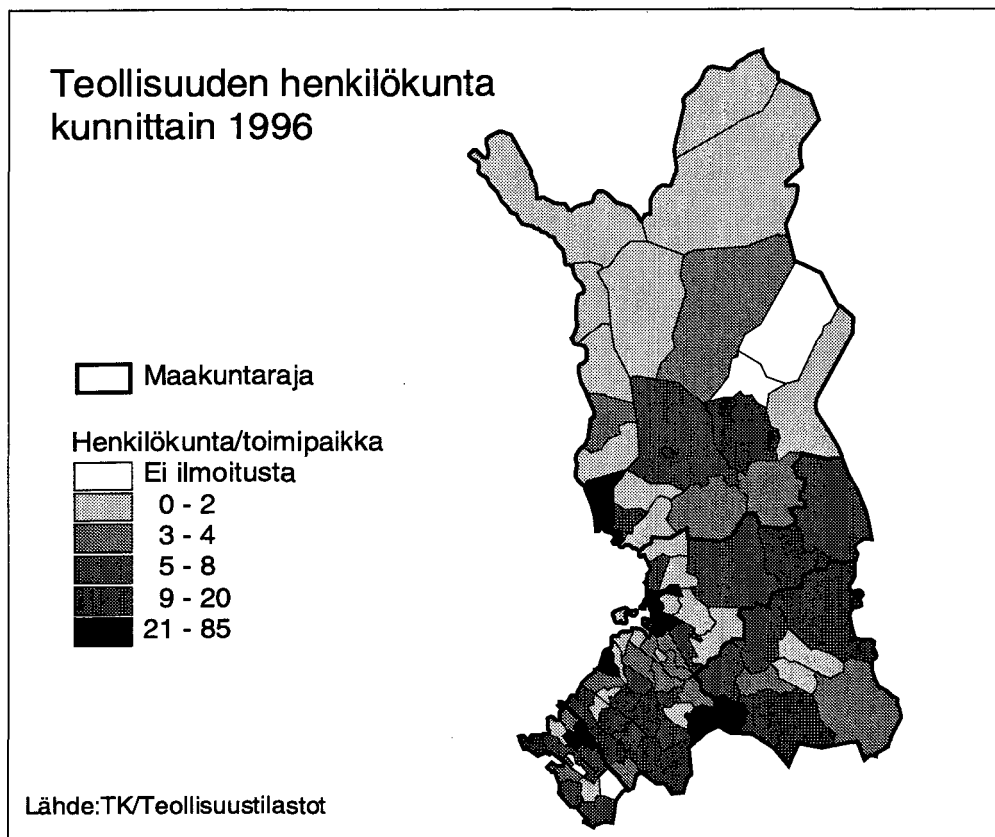 Teollisuuden henkilökunta
kunnittain 1996
Maakuntaraja
Henkilökunta/toimipaikka
Ei ilmoitusta
0 - 2
3 - 4
5 - 8
9 - 20
21 - 85
Lähde:TK/Teollisuustilastot